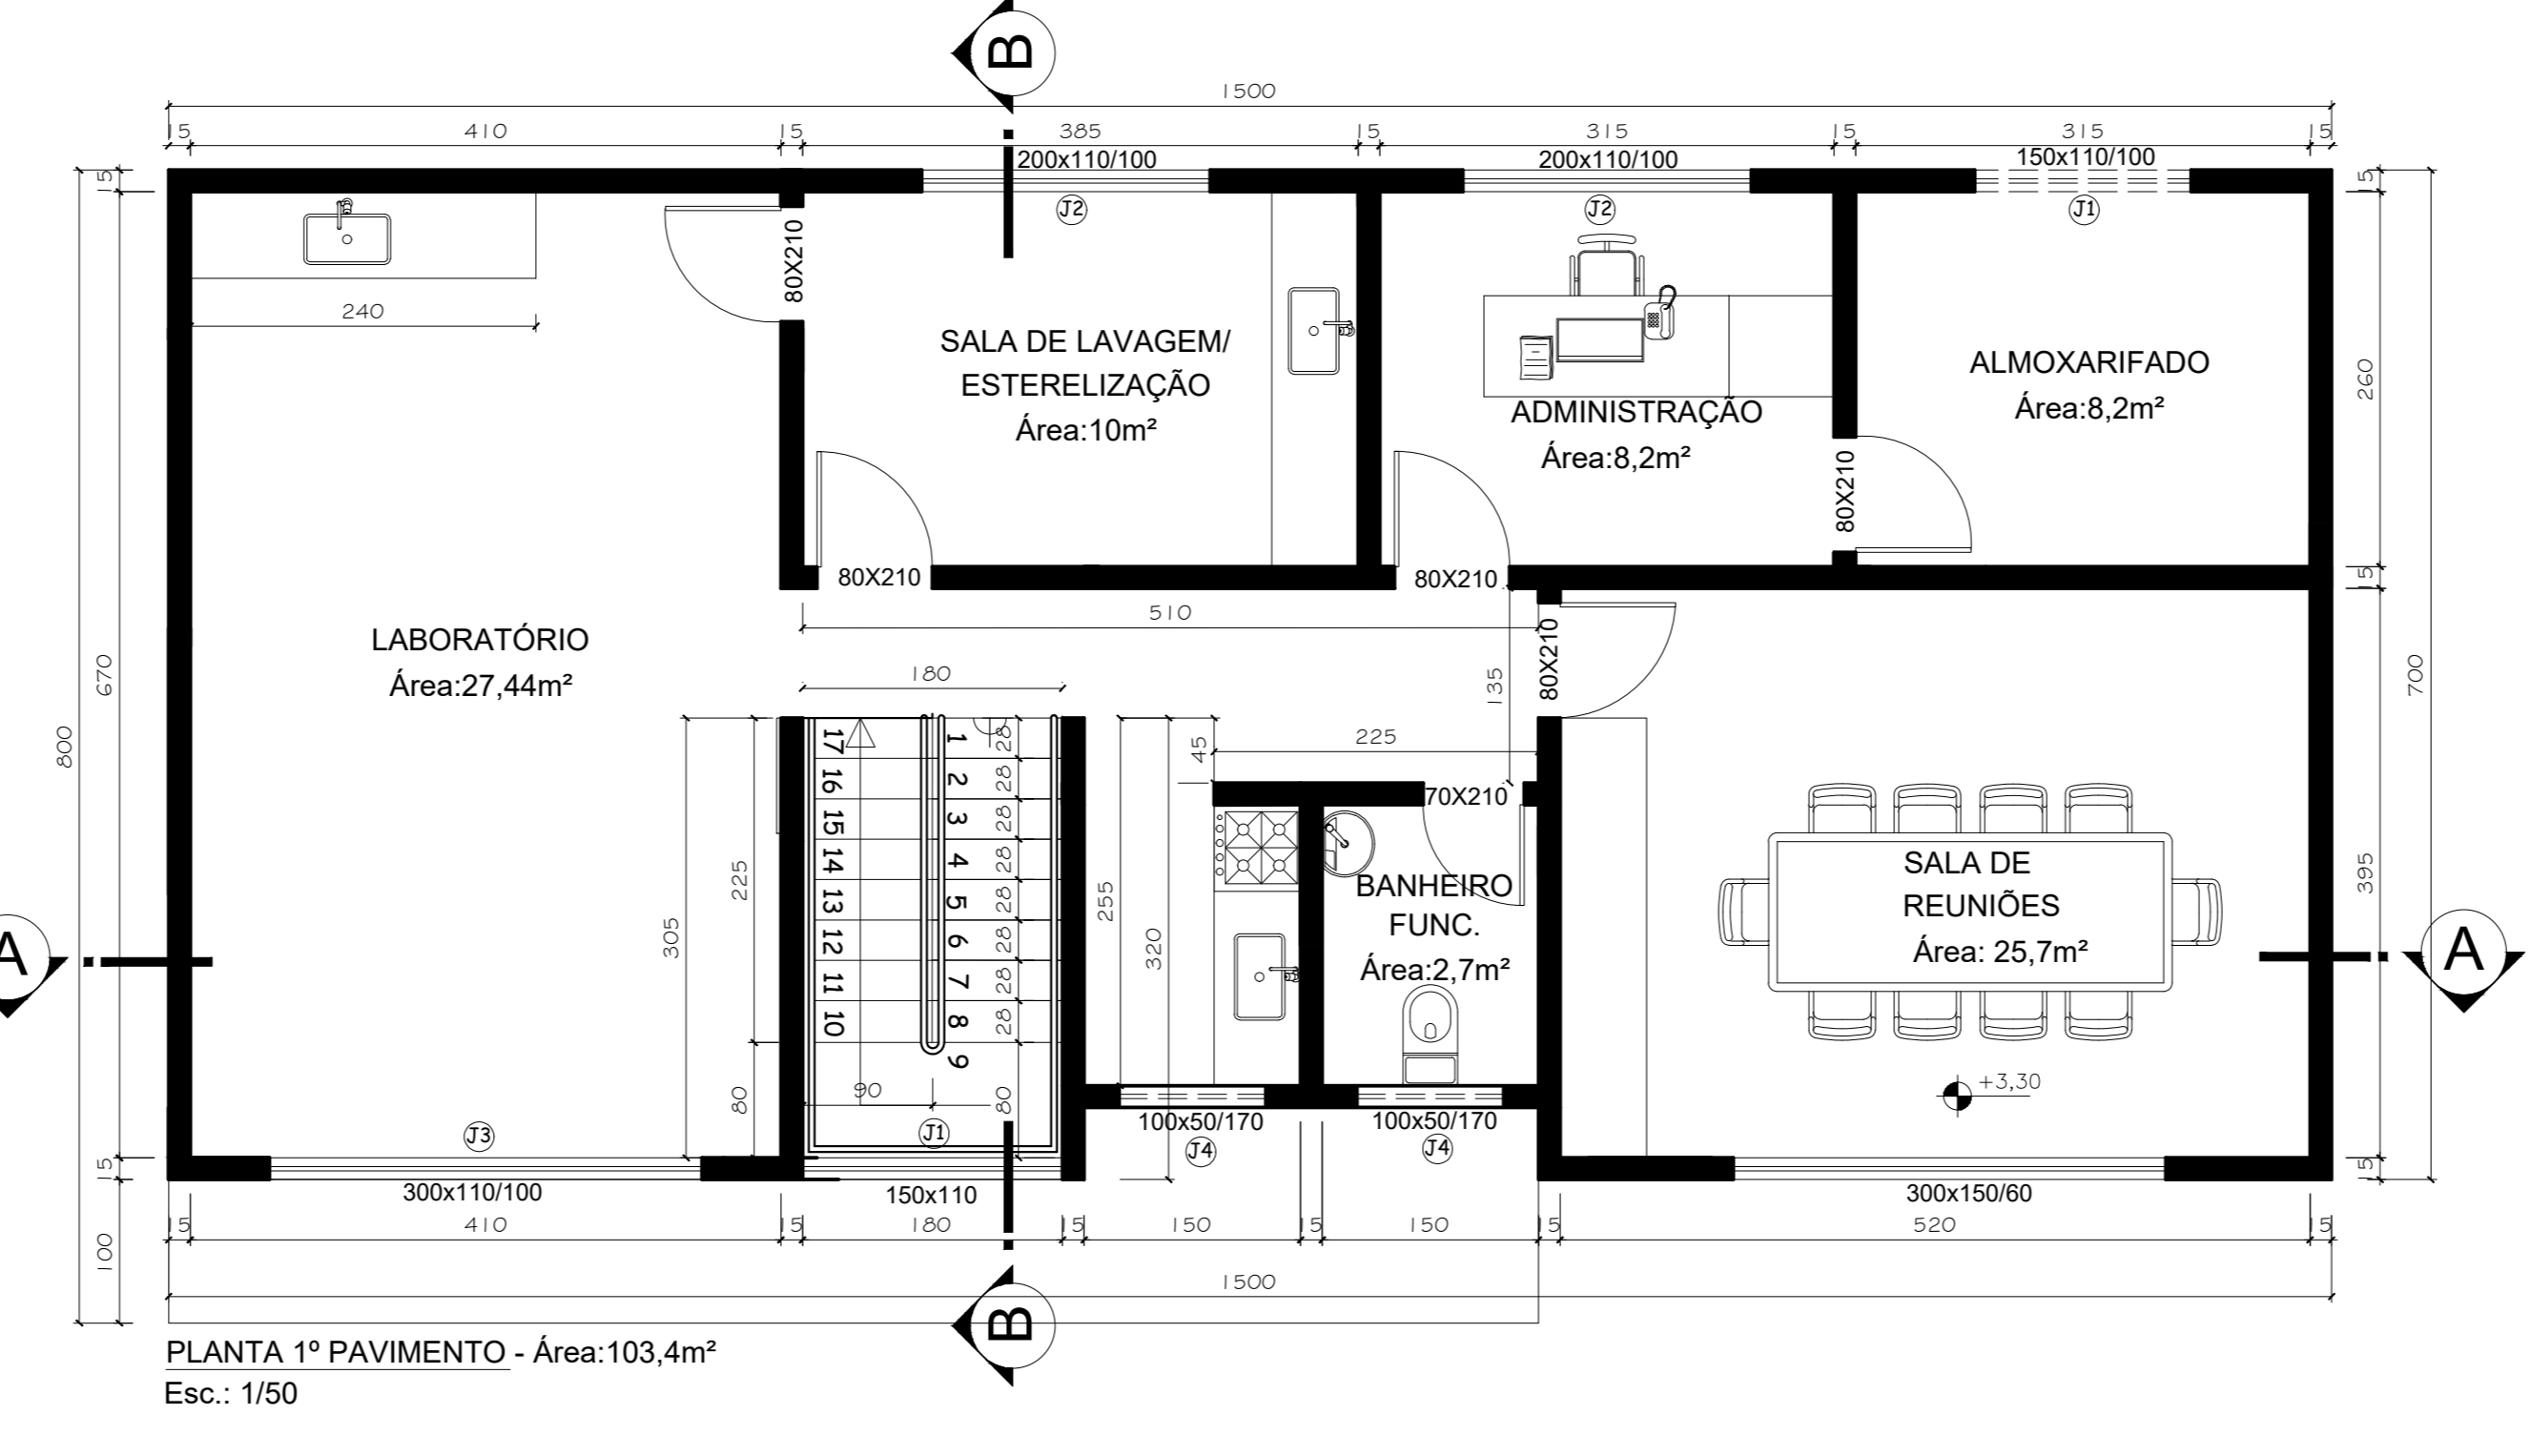 B
1500
15 410 15 385 15 315 15 315 15
200x110/100 200x110/100 150x110/100
J2 J2 J1
15
15
80X210
240
SALA DE LAVAGEM/
ESTERELIZAÇÃO
Área:10m²
ALMOXARIFADO
Área:8,2m²
260
ADMINISTRAÇÃO
Área:8,2m²
80X210
80X210 80X210
15
510
80X210
LABORATÓRIO
Área:27,44m²
670
180
135
700
800
17 1 28
45
225
16 2 28
70X210
15 3 28
14 4 28
225
255
BANHEIRO
FUNC.
Área:2,7m²
SALA DE
REUNIÕES
Área: 25,7m²
395
13 5 28
305
320
12 6 28
A
A
11 7 28
10 8 28
9
+3,30
90
80
80
J3
J1
100x50/170 100x50/170
J4 J4
15
15
300x110/100 150x110 300x150/60
15 410 15 180 15 150 15 150 15 520 15
100
1500
B
PLANTA 1º PAVIMENTO - Área:103,4m²
Esc.: 1/50